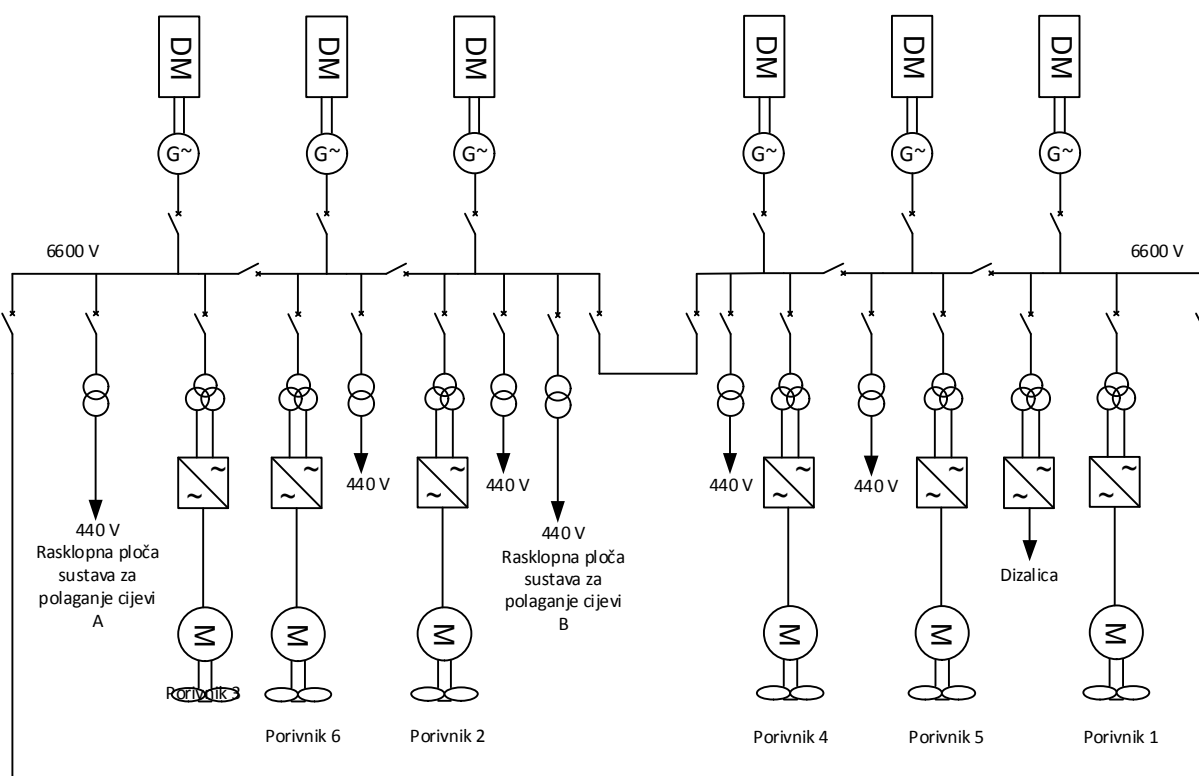 DM
DM
DM
DM
DM
DM
G~
G~
G~
G~
G~
G~
6600 V
6600 V
440 V
440 V
440 V
440 V
440 V
Rasklopna ploča
sustava za
polaganje cijevi
A
440 V
Rasklopna ploča
sustava za
polaganje cijevi
B
~
~
~
~
~
~
~
~
~
~
~
~
~
~
Dizalica
M
M
M
M
M
M
Porivnik 3
Porivnik 6
Porivnik 2
Porivnik 4
Porivnik 5
Porivnik 1